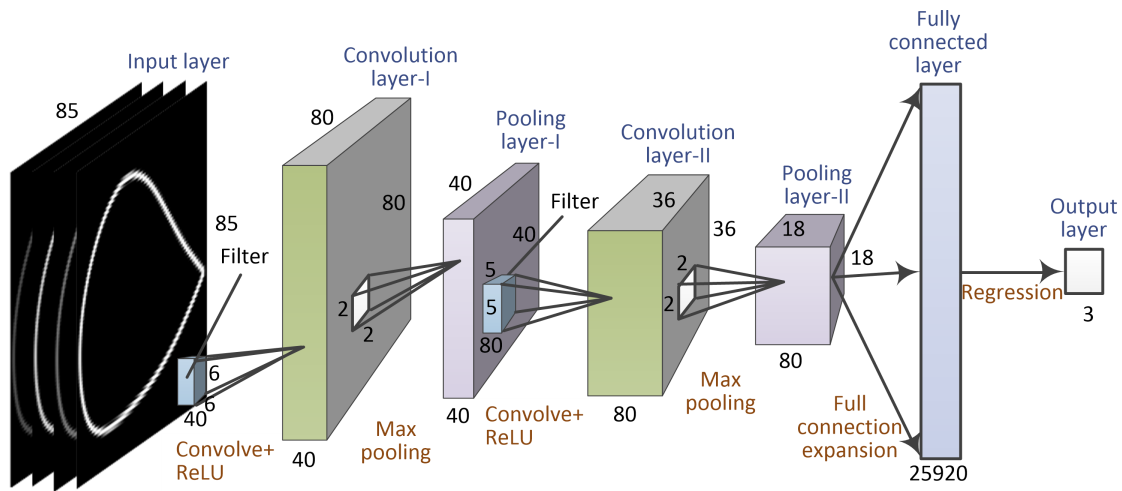 Input layer
85
85
Filter
6
6
40
Convolve+
ReLU
Convolution
layer-I
80
80
40
2
2
Max
pooling
Pooling
layer-I
40
40
Filter
5
5
80
40
Convolve+
ReLU
Convolution
layer-II
36
36
2
2
80
Max
pooling
Pooling
layer-II
18
18
80
Full
connection
expansion
Fully
connected
layer
25920
Regression
Output
layer
3